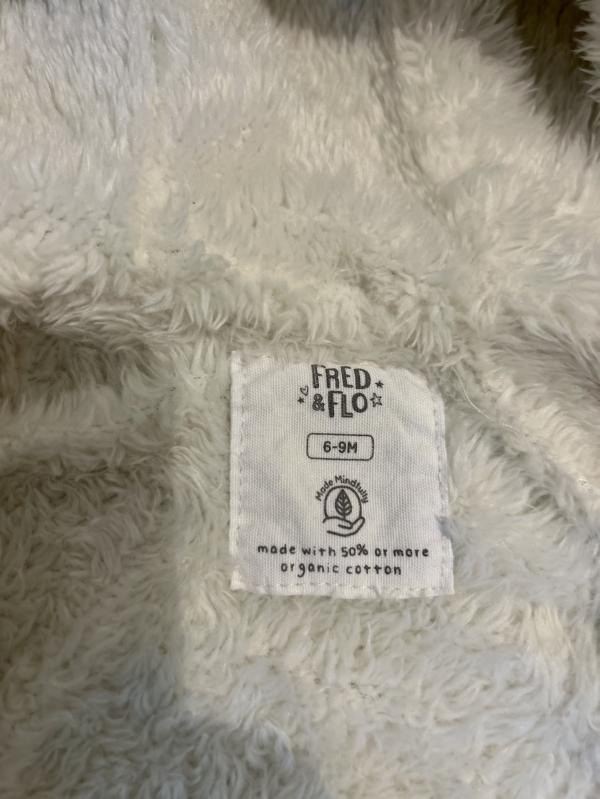 FRED
&FLO
6-9M
Made Mindfully
made with 50% or more
organic cotton